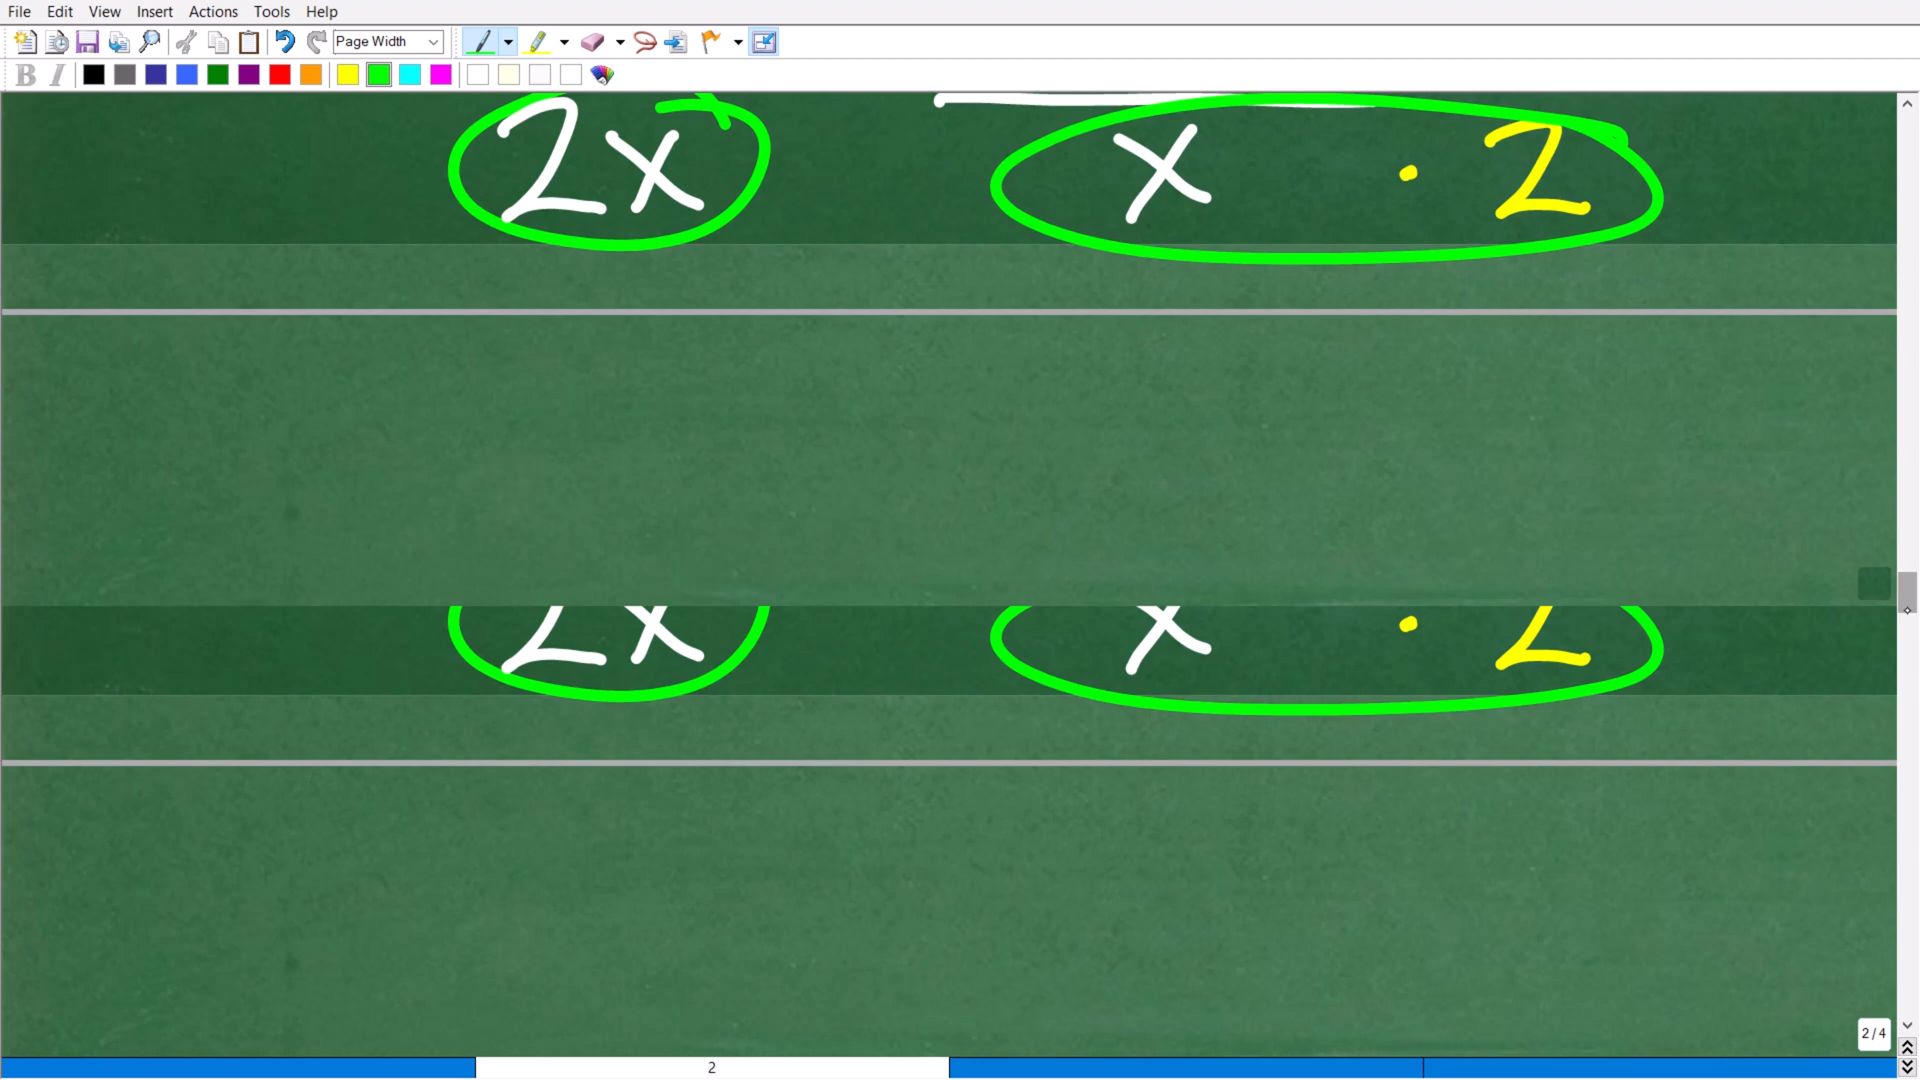 File Edit View Insert Actions Tools Help
Page Width
B I
2x x · 2
2x x · 2
2 / 4
2